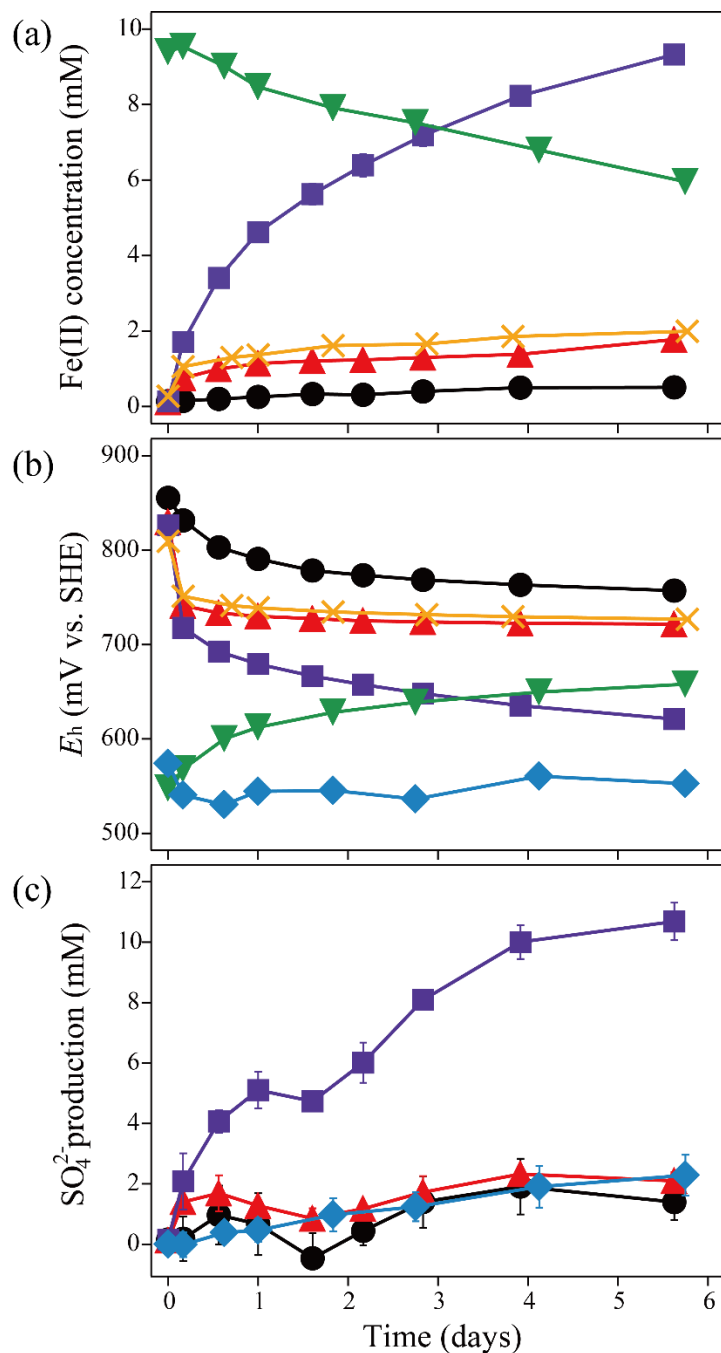 (a)
Fe(II) concentration (mM)
10
8
6
4
2
0
(b)
Eh (mV vs. SHE)
900
800
700
600
500
(c)
SO₄²⁻production (mM)
12
10
8
6
4
2
0
0 1 2 3 4 5 6
Time (days)